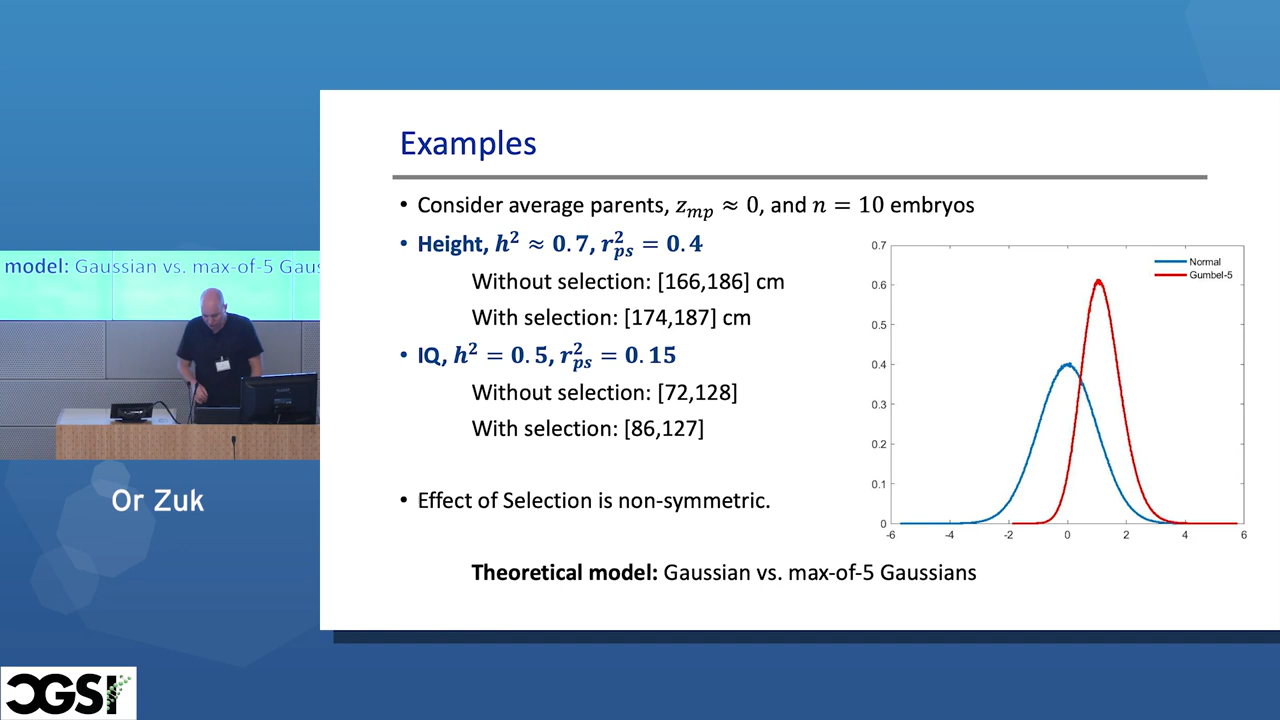 Examples
• Consider average parents, z_mp ≈ 0, and n = 10 embryos
• Height, h² ≈ 0.7, r²_ps = 0.4
Without selection: [166,186] cm
With selection: [174,187] cm
• IQ, h² = 0.5, r²_ps = 0.15
Without selection: [72,128]
With selection: [86,127]
• Effect of Selection is non-symmetric.
Theoretical model: Gaussian vs. max-of-5 Gaussians
0.7
0.6
0.5
0.4
0.3
0.2
0.1
0
-6 -4 -2 0 2 4 6
Normal
Gumbel-5
model: Gaussian vs. max-of-5 Gaus
Or Zuk
CGSI